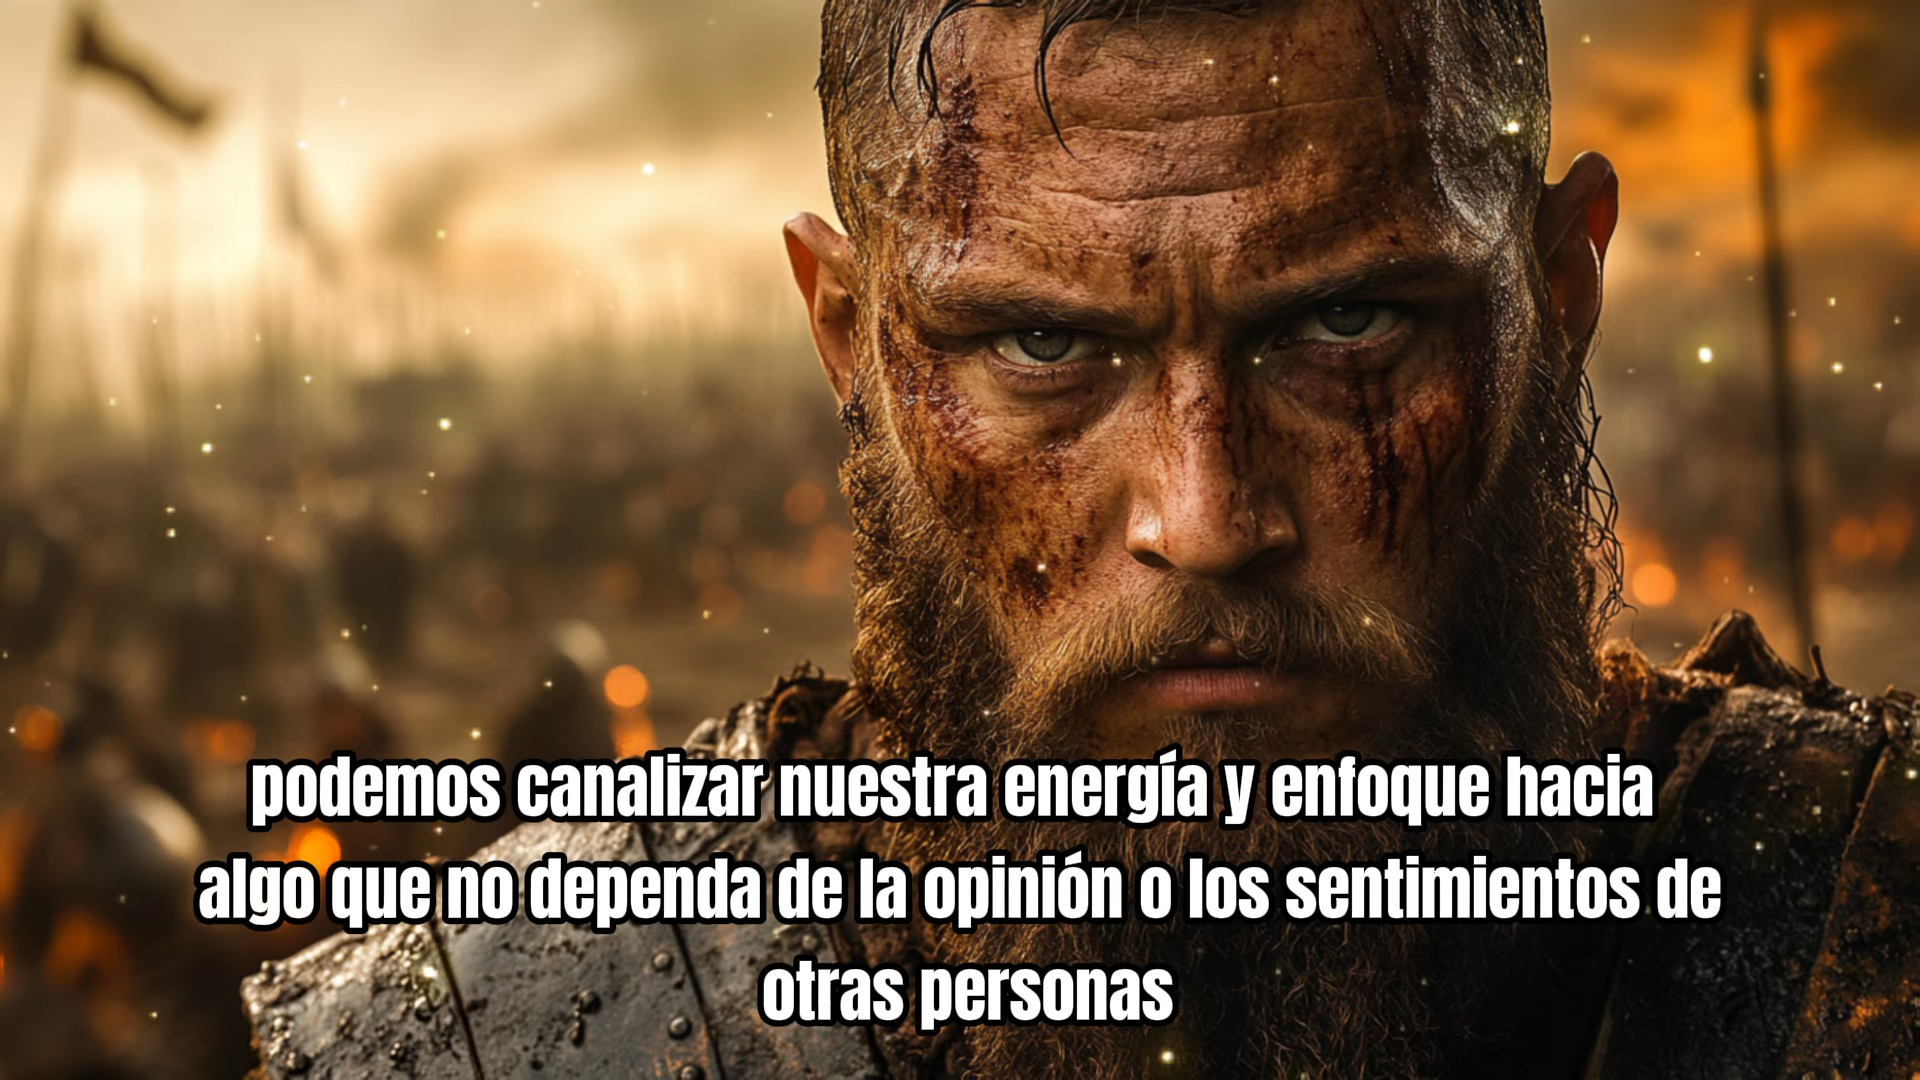 podemos canalizar nuestra energía y enfoque hacia
algo que no dependa de la opinión o los sentimientos de
otras personas